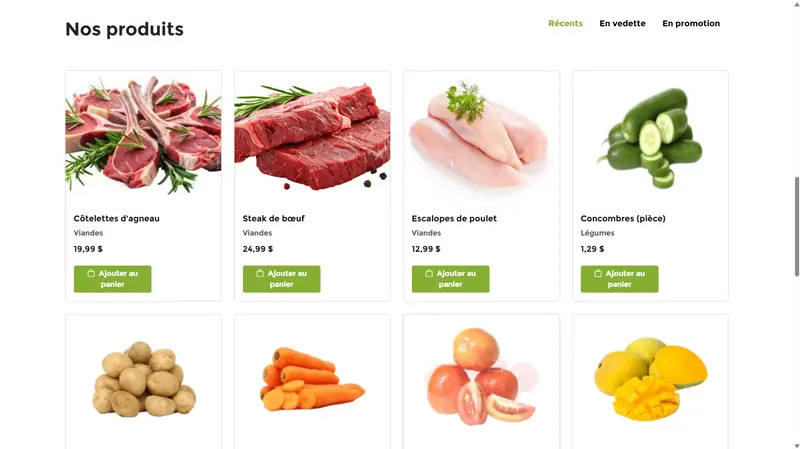 Nos produits
Récents
En vedette
En promotion
Côtelettes d'agneau
Viandes
19,99 $
Ajouter au
panier
Steak de bœuf
Viandes
24,99 $
Ajouter au
panier
Escalopes de poulet
Viandes
12,99 $
Ajouter au
panier
Concombres (pièce)
Légumes
1,29 $
Ajouter au
panier